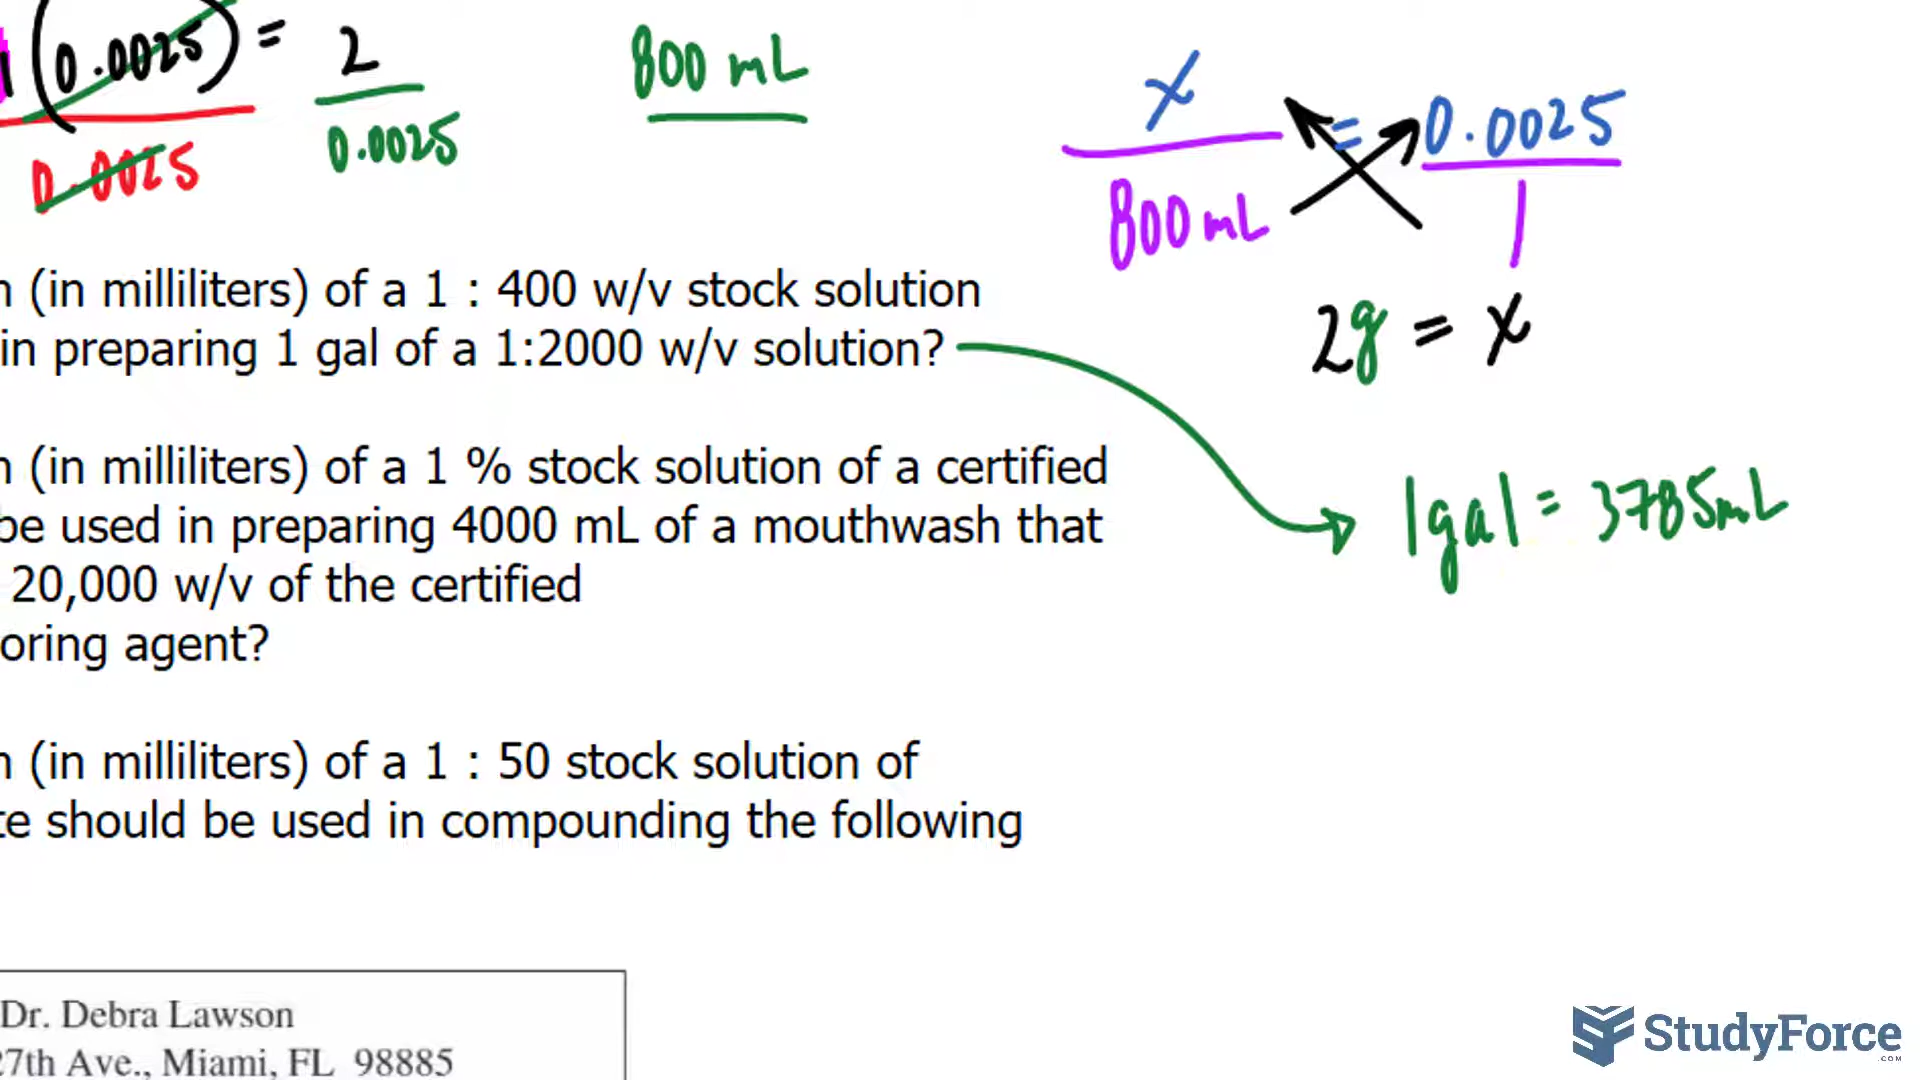 (0.0025) = 2
0.0025
0.0025
800 mL
x = 0.0025
800 mL 1
2g = x
n (in milliliters) of a 1 : 400 w/v stock solution
in preparing 1 gal of a 1:2000 w/v solution?
1gal = 3785mL
n (in milliliters) of a 1 % stock solution of a certified
be used in preparing 4000 mL of a mouthwash that
20,000 w/v of the certified
oring agent?
n (in milliliters) of a 1 : 50 stock solution of
te should be used in compounding the following
Dr. Debra Lawson
27th Ave., Miami, FL 98885
StudyForce
.COM